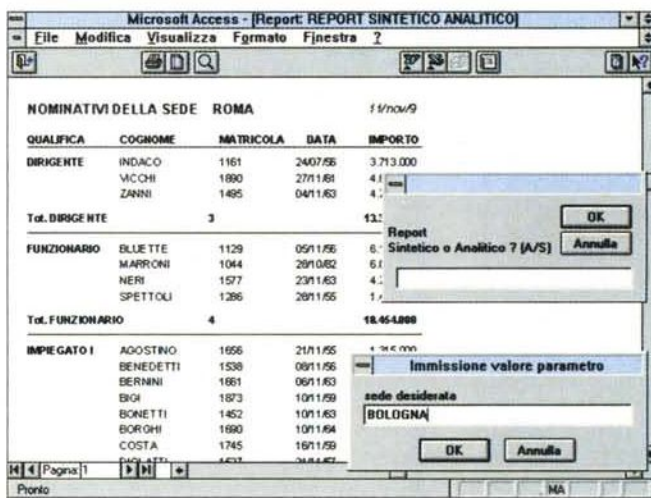 Microsoft Access - [Report: REPORT SINTETICO ANALITICO]
File Modifica Visualizza Formato Finestra ?
NOMINATIVI DELLA SEDE ROMA 11/nov/9
QUALIFICA COGNOME MATRICOLA DATA IMPORTO
DIRIGENTE INDACO 1161 24/07/56 3.713.000
VICCHI 1890 27/11/61
ZANNI 1495 04/11/63
Tot. DIRIGENTE 3
FUNZIONARIO BLUETTE 1129 05/11/56
MARRONI 1044 28/10/62
NERI 1577 23/11/63
SPETTOLI 1286 28/11/55
Tot. FUNZIONARIO 4 18.454.000
IMPIEGATO I AGOSTINO 1656 21/11/55
BENEDETTI 1538 08/11/56
BERNINI 1661 06/11/63
BIGI 1873 10/11/59
BONETTI 1452 10/11/63
BORGHI 1690 10/11/64
COSTA 1745 16/11/59
Report
Sintetico o Analitico ? (A/S)
OK
Annulla
Immissione valore parametro
sede desiderata
BOLOGNA
OK Annulla
Pagina: 1
Pronto MA